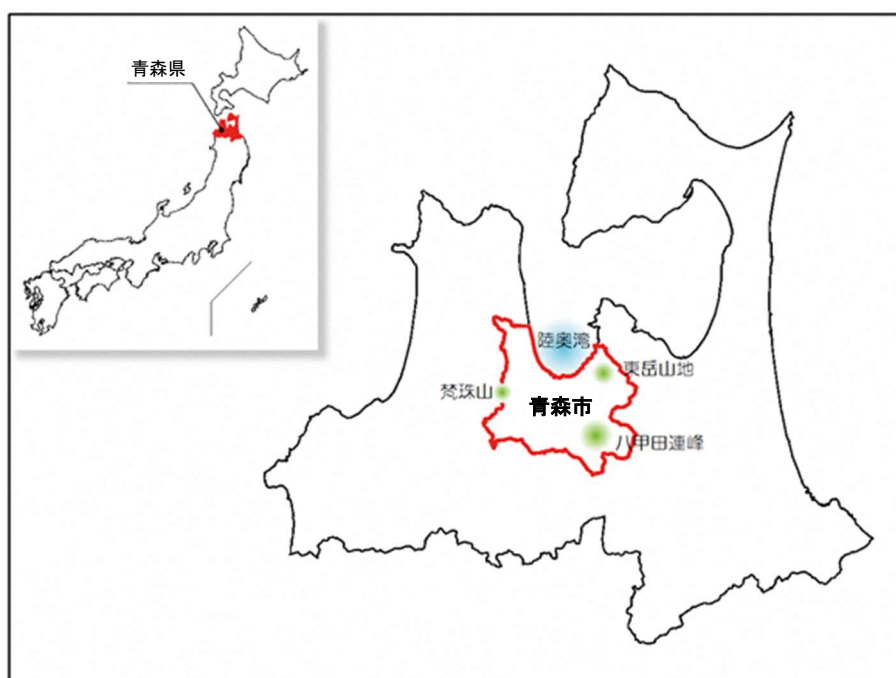 青森県
陸奥湾
東岳山地
梵珠山
青森市
八甲田連峰